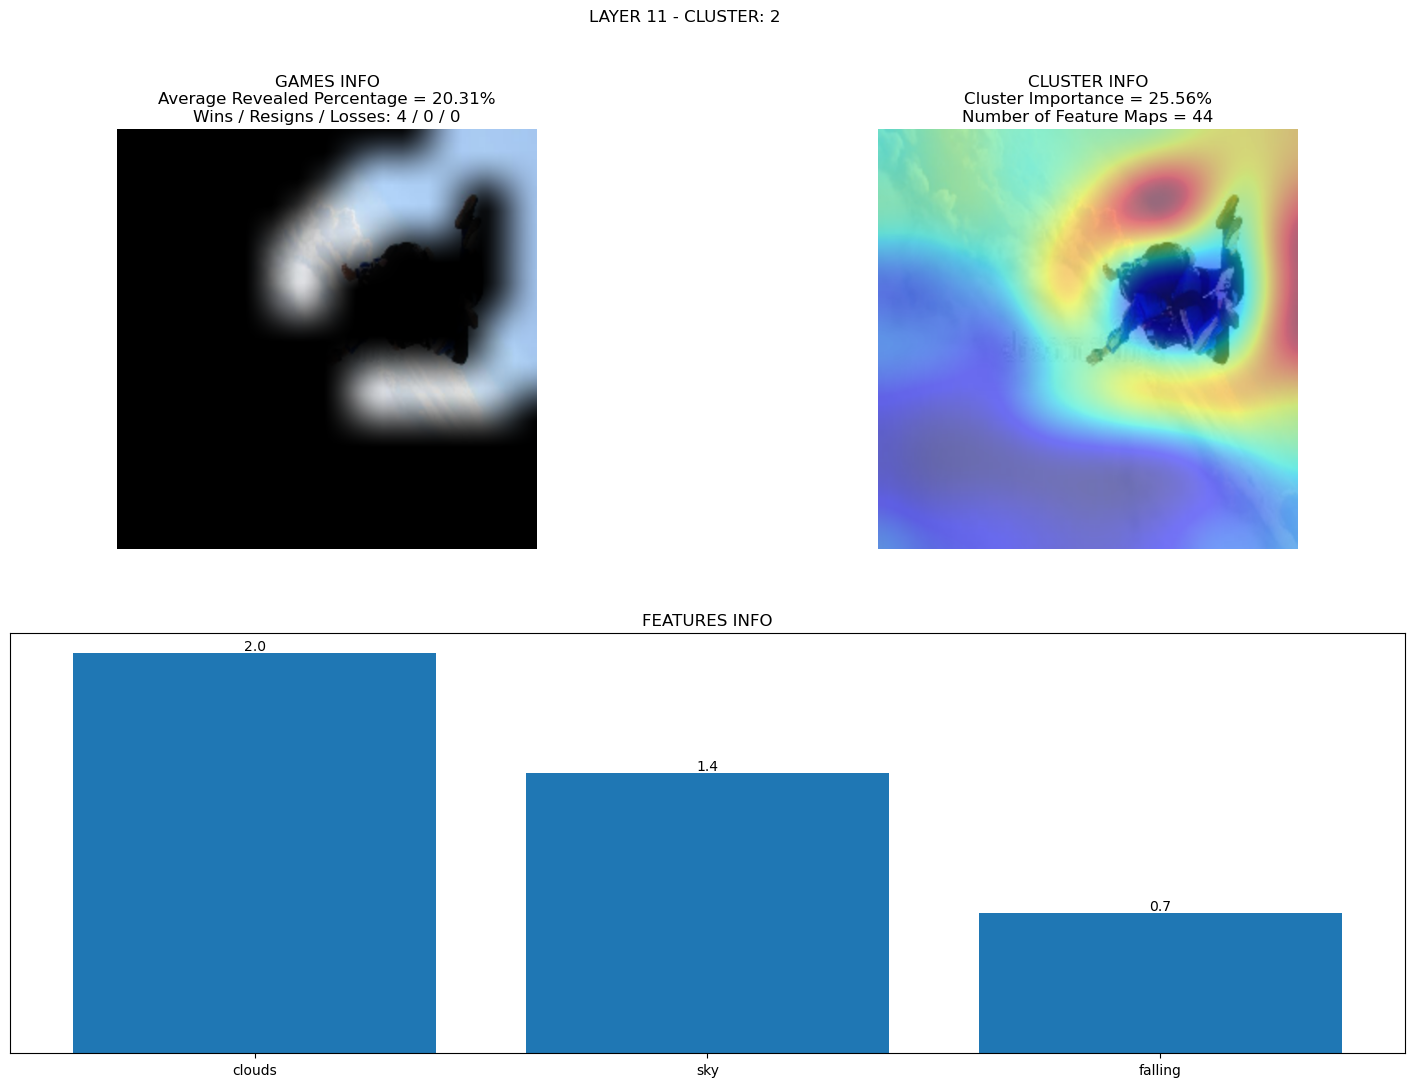 LAYER 11 - CLUSTER: 2
GAMES INFO
Average Revealed Percentage = 20.31%
Wins / Resigns / Losses: 4 / 0 / 0
CLUSTER INFO
Cluster Importance = 25.56%
Number of Feature Maps = 44
FEATURES INFO
2.0
1.4
0.7
clouds
sky
falling